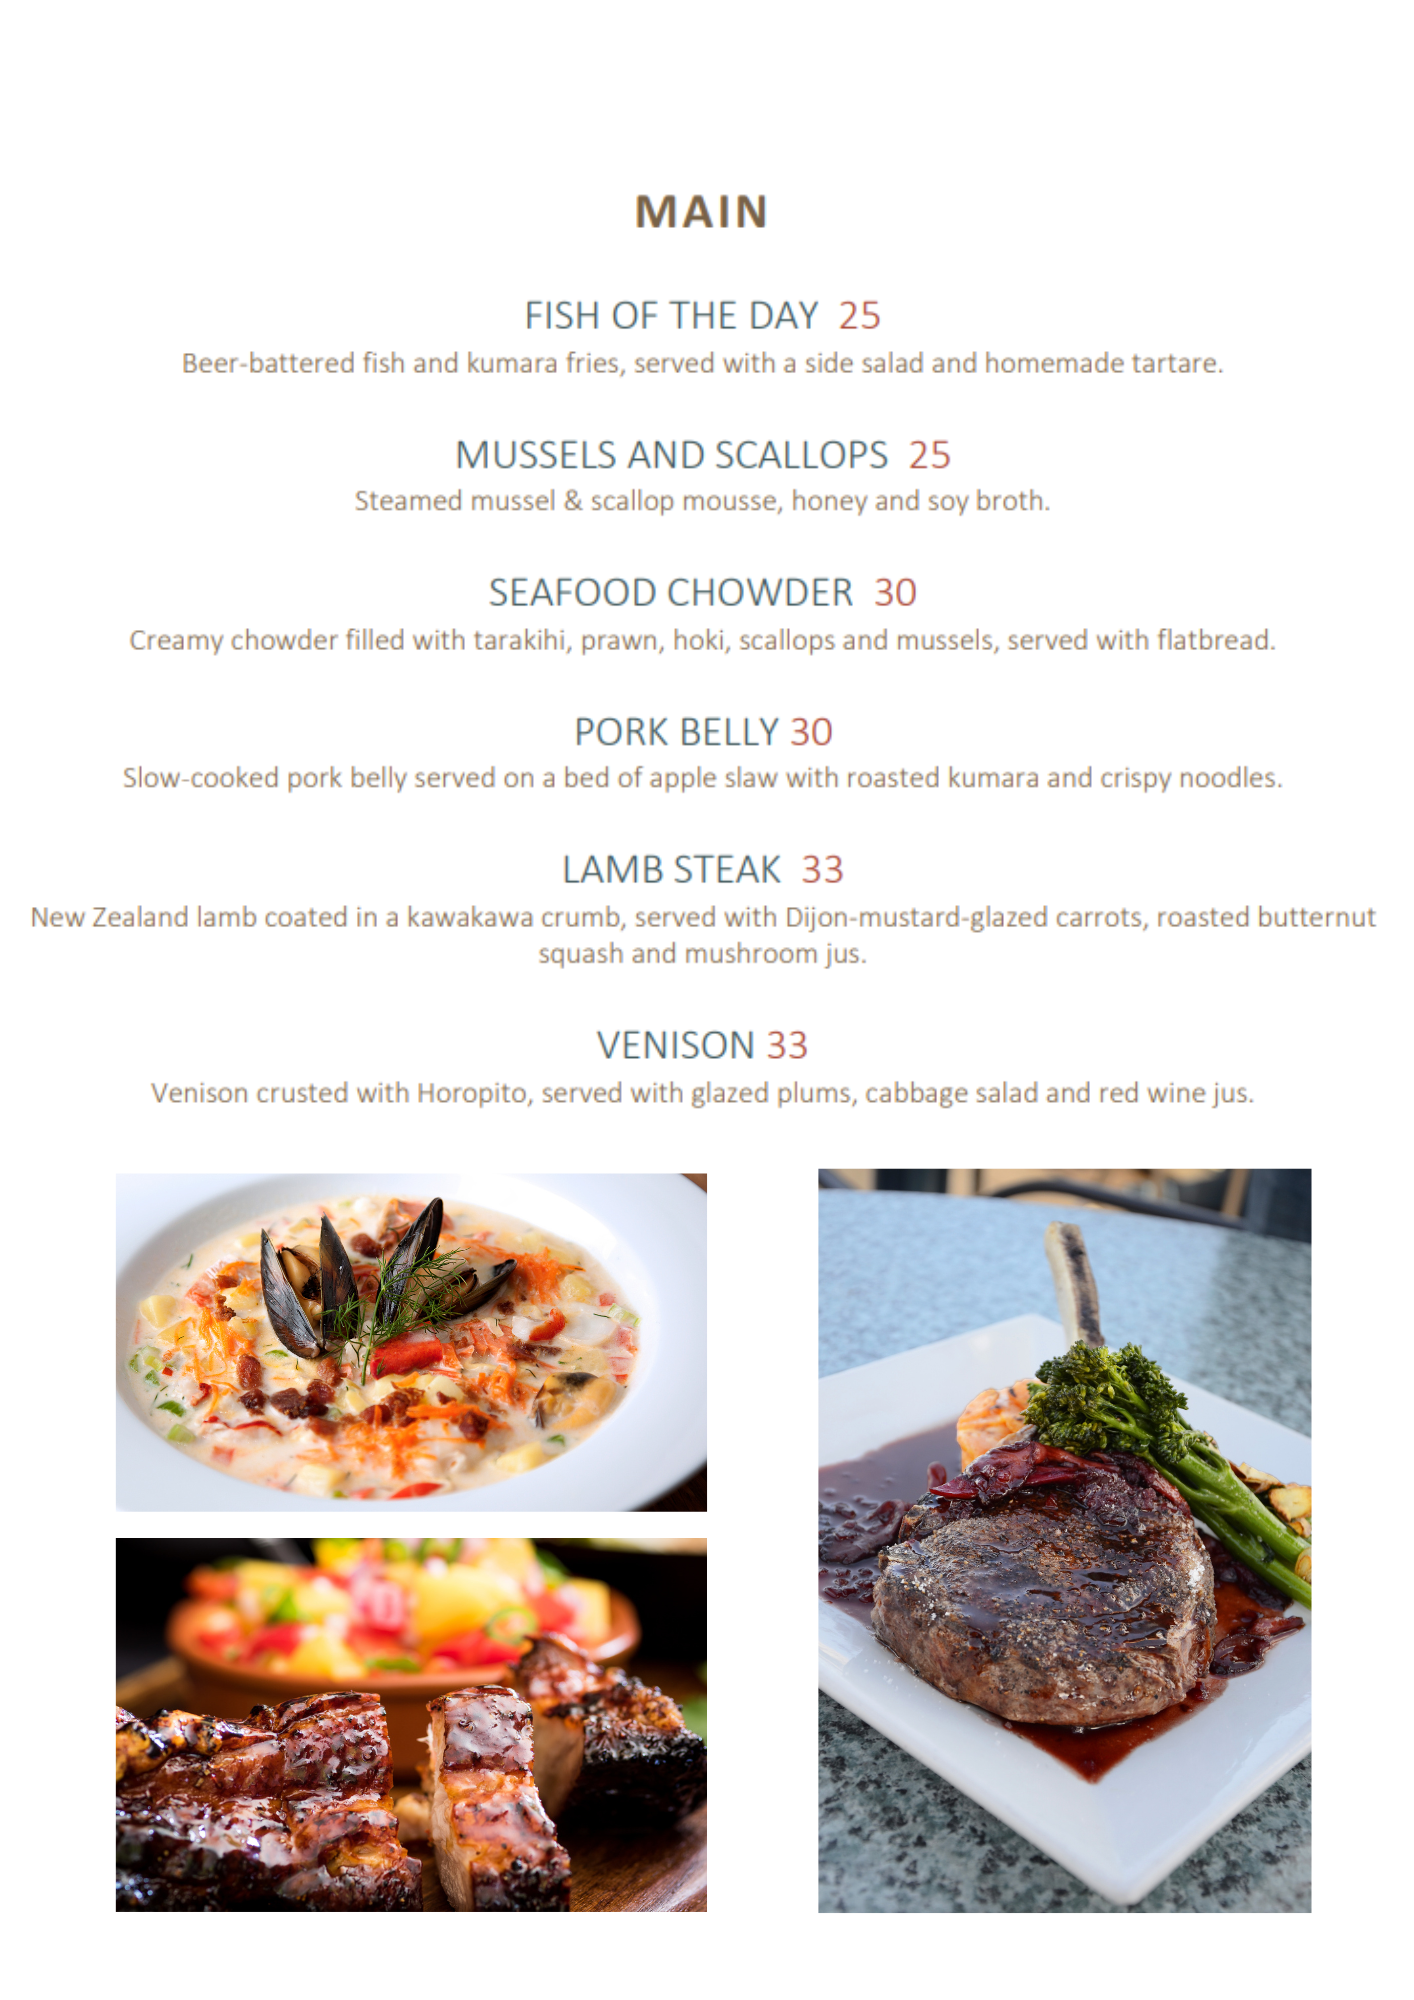 MAIN
FISH OF THE DAY 25
Beer-battered fish and kumara fries, served with a side salad and homemade tartare.
MUSSELS AND SCALLOPS 25
Steamed mussel & scallop mousse, honey and soy broth.
SEAFOOD CHOWDER 30
Creamy chowder filled with tarakihi, prawn, hoki, scallops and mussels, served with flatbread.
PORK BELLY 30
Slow-cooked pork belly served on a bed of apple slaw with roasted kumara and crispy noodles.
LAMB STEAK 33
New Zealand lamb coated in a kawakawa crumb, served with Dijon-mustard-glazed carrots, roasted butternut
squash and mushroom jus.
VENISON 33
Venison crusted with Horopito, served with glazed plums, cabbage salad and red wine jus.